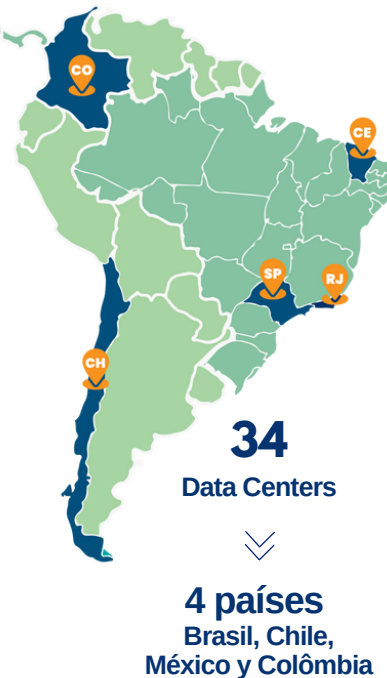 CO
CE
SP
RJ
CH
34
Data Centers
4 países
Brasil, Chile,
México y Colômbia